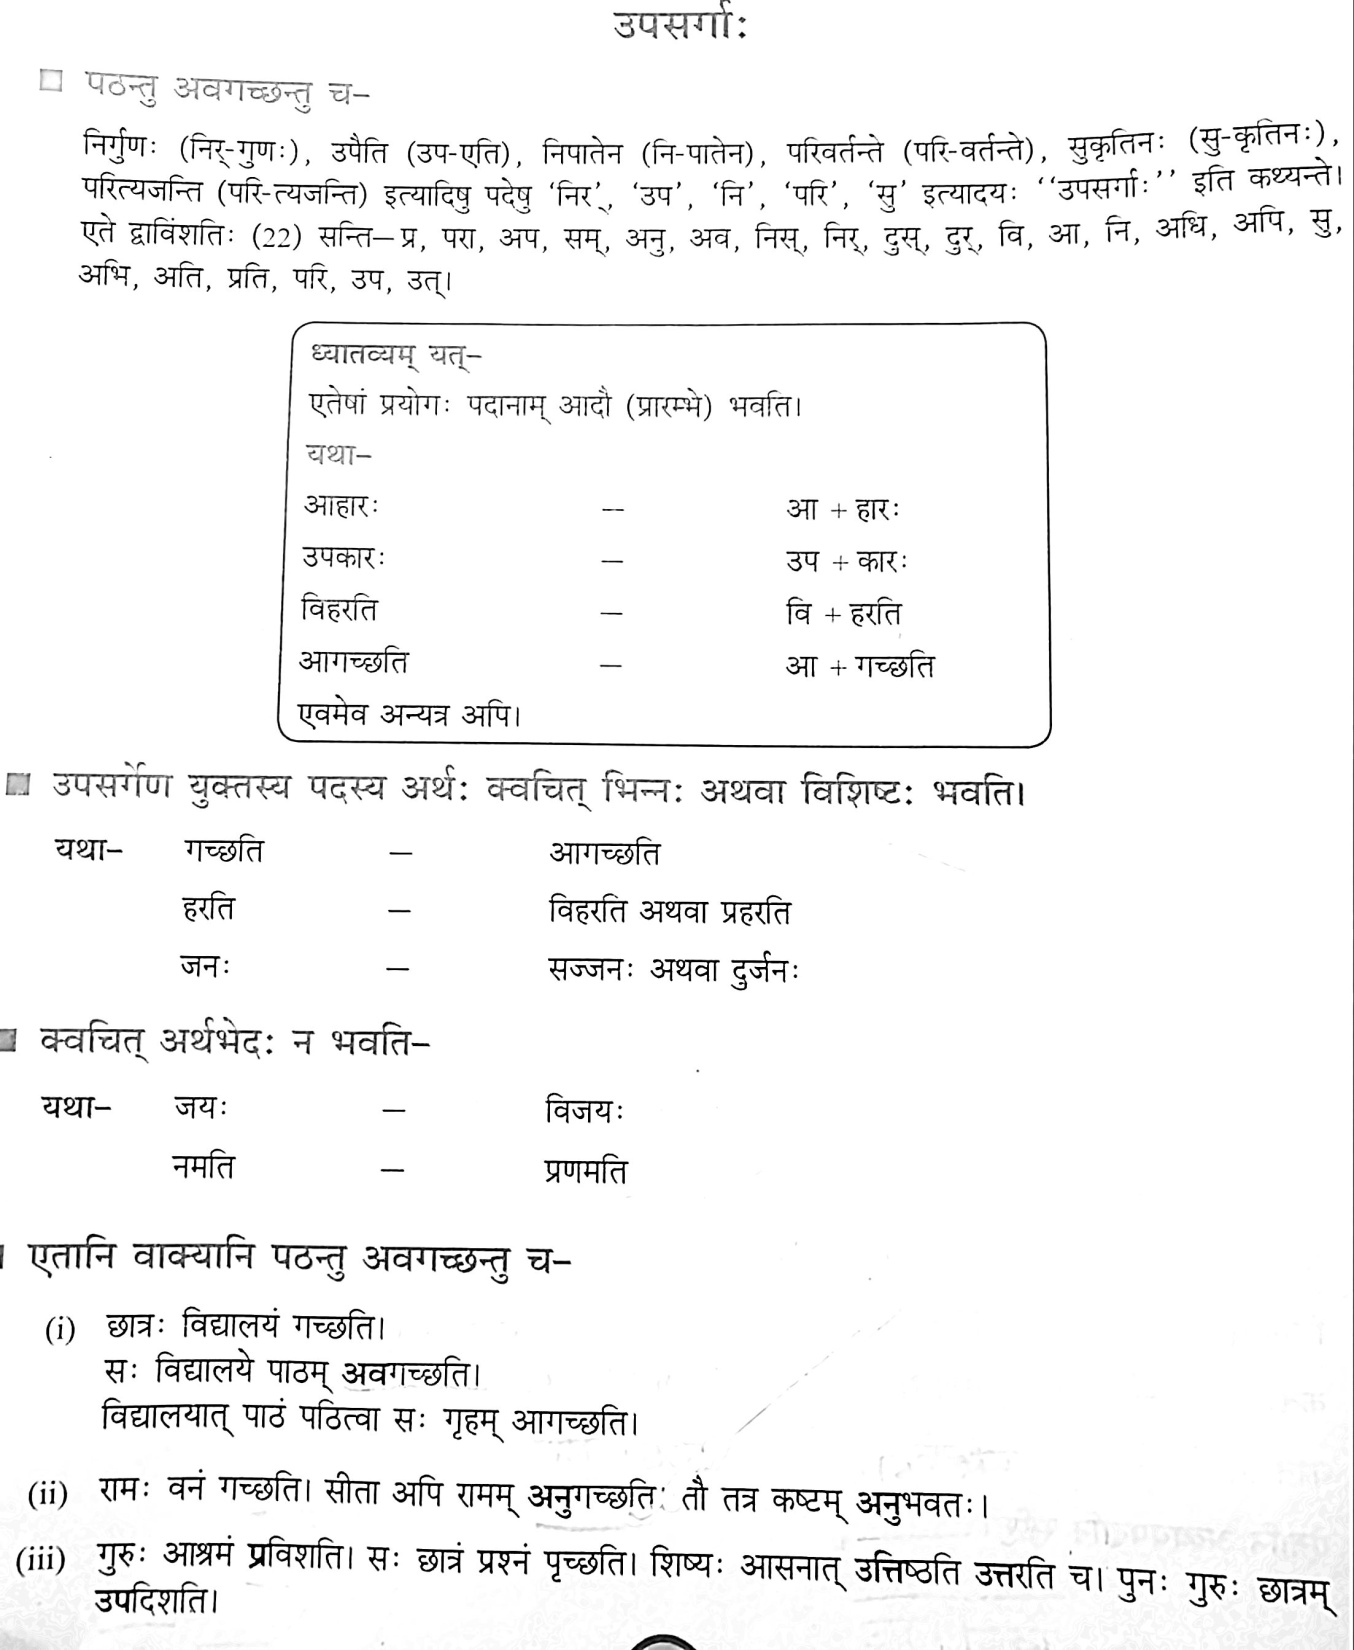 उपसर्गाः
पठन्तु अवगच्छन्तु च–
निर्गुणः (निर्-गुणः), उपैति (उप-एति), निपातेन (नि-पातेन), परिवर्तन्ते (परि-वर्तन्ते), सुकृतिनः (सु-कृतिनः),
परित्यजन्ति (परि-त्यजन्ति) इत्यादिषु पदेषु ‘निर्’, ‘उप’, ‘नि’, ‘परि’, ‘सु’ इत्यादयः ‘‘उपसर्गाः’’ इति कथ्यन्ते।
एते द्वाविंशतिः (22) सन्ति–प्र, परा, अप, सम्, अनु, अव, निस्, निर्, दुस्, दुर्, वि, आ, नि, अधि, अपि, सु,
अभि, अति, प्रति, परि, उप, उत्।
ध्यातव्यम् यत्–
एतेषां प्रयोगः पदानाम् आदौ (प्रारम्भे) भवति।
यथा–
आहारः – आ + हारः
उपकारः – उप + कारः
विहरति – वि + हरति
आगच्छति – आ + गच्छति
एवमेव अन्यत्र अपि।
उपसर्गेण युक्तस्य पदस्य अर्थः क्वचित् भिन्नः अथवा विशिष्टः भवति।
यथा– गच्छति – आगच्छति
हरति – विहरति अथवा प्रहरति
जनः – सज्जनः अथवा दुर्जनः
क्वचित् अर्थभेदः न भवति–
यथा– जयः – विजयः
नमति – प्रणमति
एतानि वाक्यानि पठन्तु अवगच्छन्तु च–
(i) छात्रः विद्यालयं गच्छति।
सः विद्यालये पाठम् अवगच्छति।
विद्यालयात् पाठं पठित्वा सः गृहम् आगच्छति।
(ii) रामः वनं गच्छति। सीता अपि रामम् अनुगच्छति: तौ तत्र कष्टम् अनुभवतः।
(iii) गुरुः आश्रमं प्रविशति। सः छात्रं प्रश्नं पृच्छति। शिष्यः आसनात् उत्तिष्ठति उत्तरति च। पुनः गुरुः छात्रम्
उपदिशति।